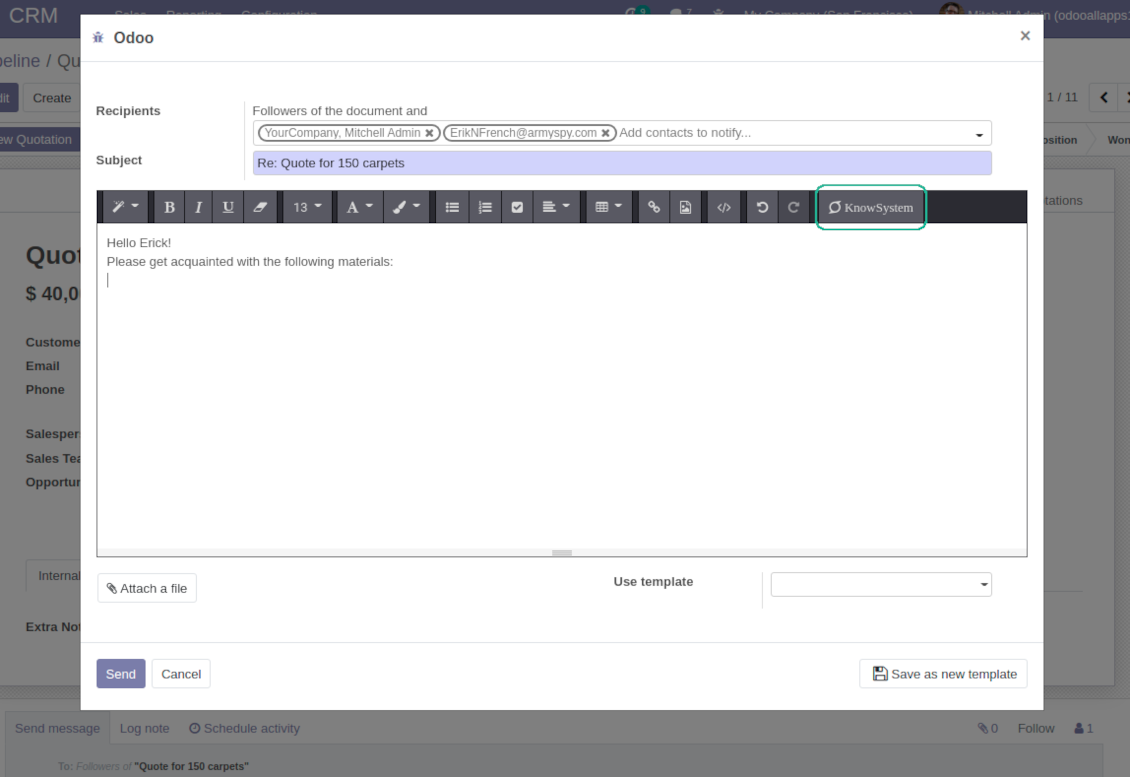 CRM
Sales Reporting Configuration
9
7
My Company (San Francisco)
Mitchell Admin (odooallapps
Odoo
×
peline / Qu
dit
Create
1 / 11
ew Quotation
osition
Won
Recipients
Followers of the document and
YourCompany, Mitchell Admin ✖ ErikNFrench@armyspy.com ✖ Add contacts to notify...
Subject
Re: Quote for 150 carpets
B I U 13 A </> KnowSystem
tations
Hello Erick!
Please get acquainted with the following materials:
Quot
$ 40,0
Custome
Email
Phone
Salesper
Sales Tea
Opportun
Internal
Extra Not
Attach a file
Use template
Send
Cancel
Save as new template
Send message
Log note
Schedule activity
0
Follow
1
To: Followers of "Quote for 150 carpets"